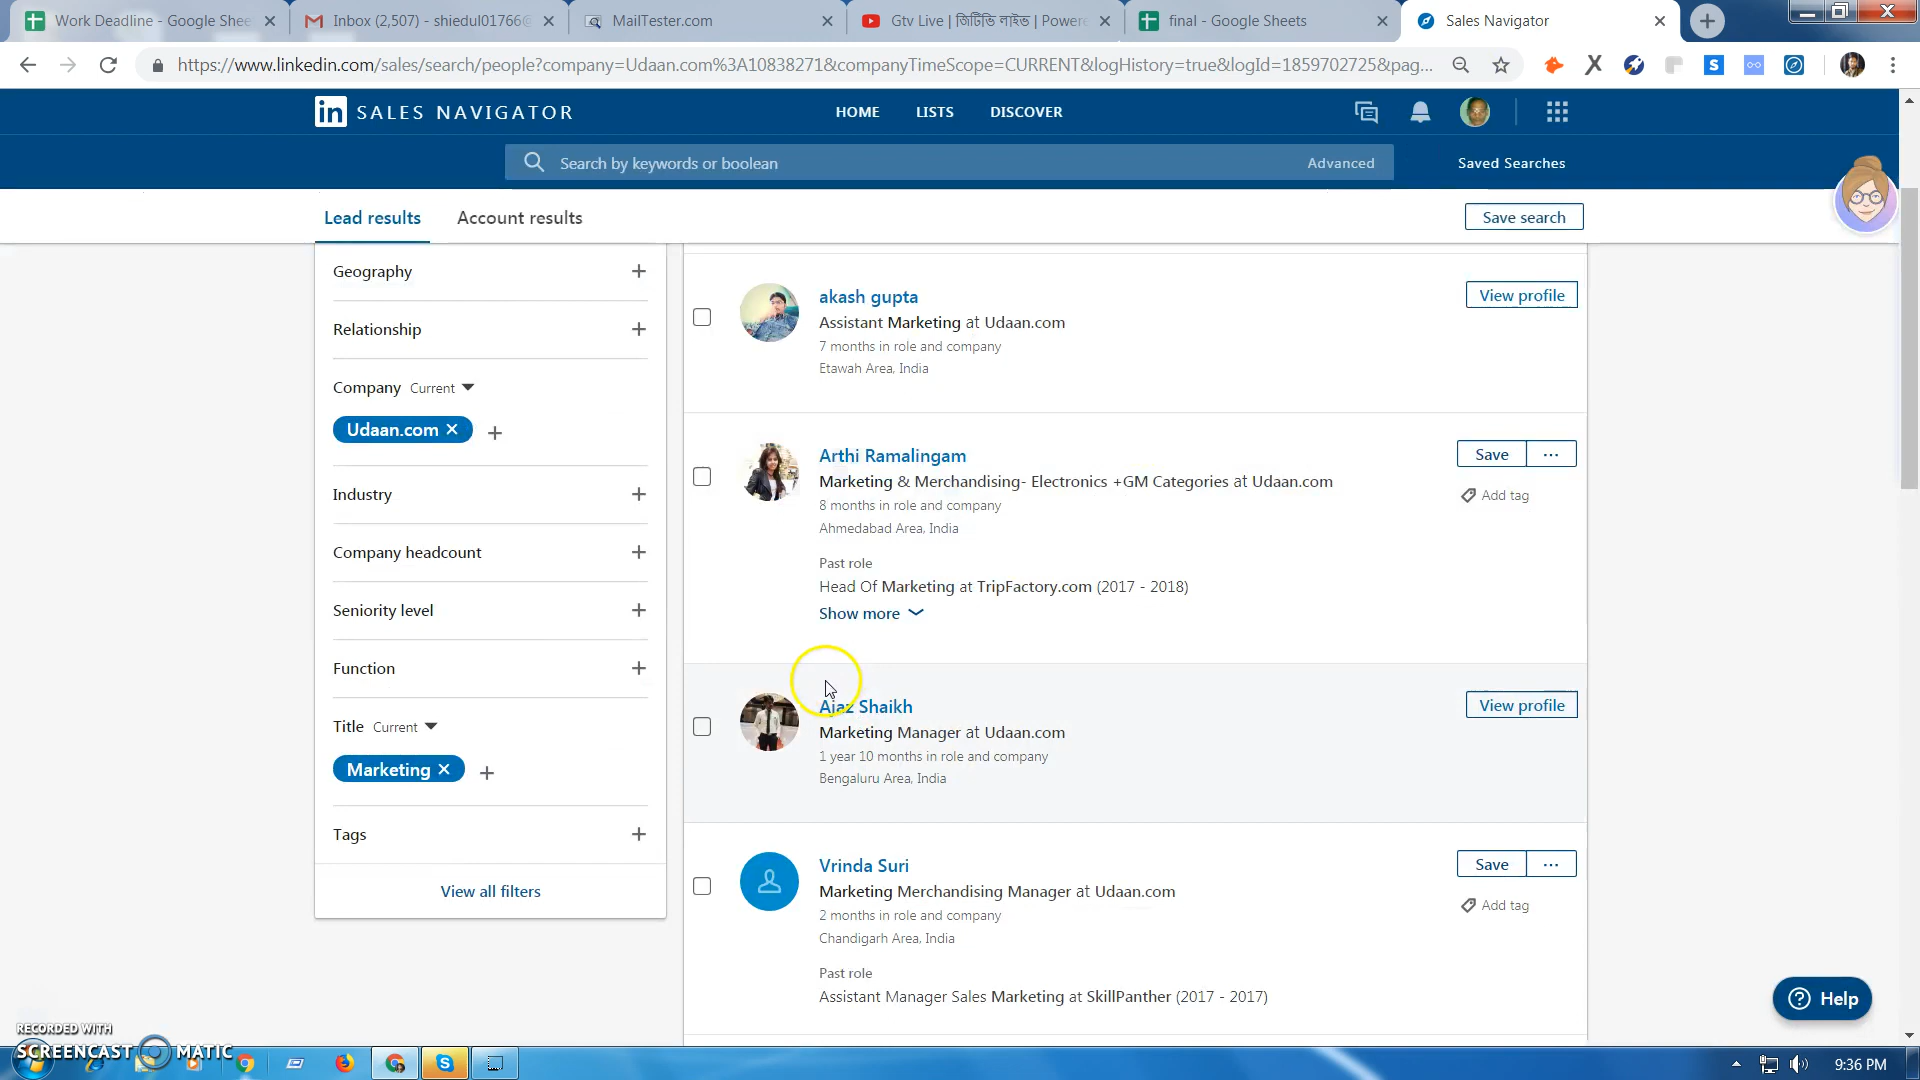 Work Deadline - Google Shee
Inbox (2,507) - shiedul01766@
MailTester.com
Gtv Live | জিটিভি লাইভ | Power
final - Google Sheets
Sales Navigator
https://www.linkedin.com/sales/search/people?company=Udaan.com%3A10838271&companyTimeScope=CURRENT&logHistory=true&logId=1859702725&pag...
in SALES NAVIGATOR
HOME
LISTS
DISCOVER
Search by keywords or boolean
Advanced
Saved Searches
Lead results
Account results
Save search
Geography
Relationship
Company Current
Udaan.com
Industry
Company headcount
Seniority level
Function
Title Current
Marketing
Tags
View all filters
akash gupta
Assistant Marketing at Udaan.com
7 months in role and company
Etawah Area, India
View profile
Arthi Ramalingam
Marketing & Merchandising- Electronics +GM Categories at Udaan.com
8 months in role and company
Ahmedabad Area, India
Past role
Head Of Marketing at TripFactory.com (2017 - 2018)
Show more
Save
Add tag
Ajaz Shaikh
Marketing Manager at Udaan.com
1 year 10 months in role and company
Bengaluru Area, India
View profile
Vrinda Suri
Marketing Merchandising Manager at Udaan.com
2 months in role and company
Chandigarh Area, India
Past role
Assistant Manager Sales Marketing at SkillPanther (2017 - 2017)
Save
Add tag
Help
RECORDED WITH
SCREENCAST MATIC
9:36 PM